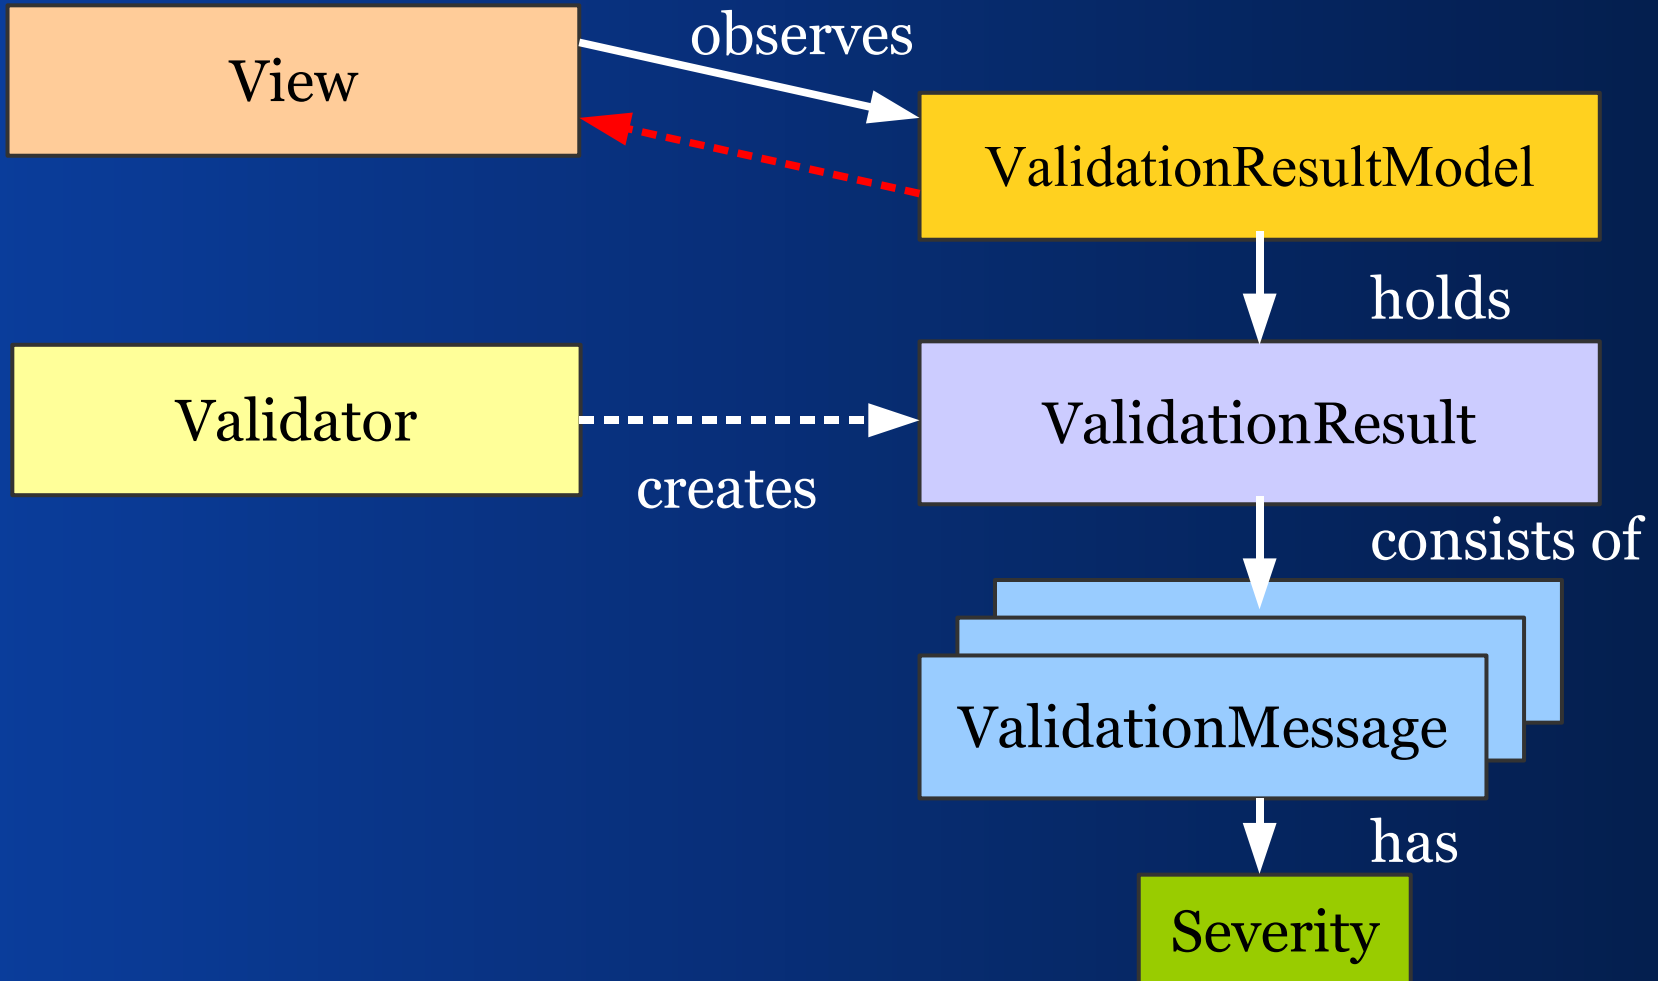 View
observes
ValidationResultModel
holds
Validator
creates
ValidationResult
consists of
ValidationMessage
has
Severity